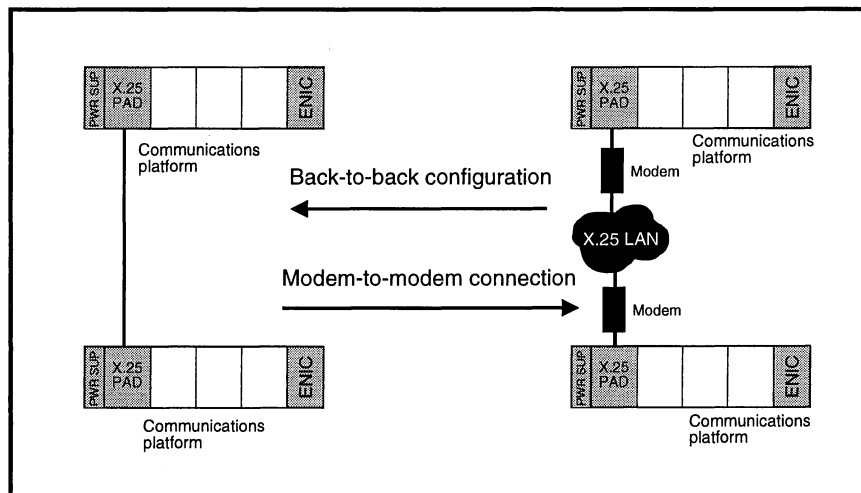 PWR SUP
X.25
PAD
ENIC
Communications
platform
PWR SUP
X.25
PAD
ENIC
Communications
platform
Modem
Back-to-back configuration
X.25 LAN
Modem-to-modem connection
Modem
PWR SUP
X.25
PAD
ENIC
Communications
platform
PWR SUP
X.25
PAD
ENIC
Communications
platform